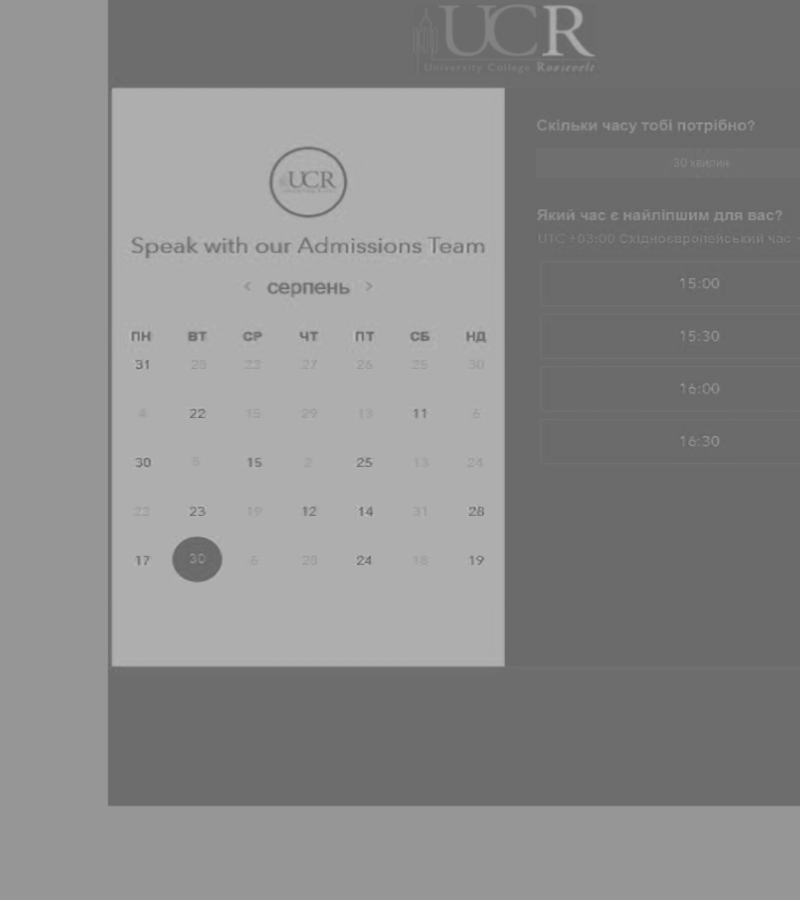 UCR
University College Roosevelt
UCR
Speak with our Admissions Team
< серпень >
ПН ВТ СР ЧТ ПТ СБ НД
31 25 22 27 26 25 30
4 22 15 29 13 11 6
30 5 15 2 25 13 24
22 23 19 12 14 31 28
17 30 6 28 24 18 19
Скільки часу тобі потрібно?
30 хвилин
Який час є найліпшим для вас?
UTC +03:00 Східноєвропейський час
15:00
15:30
16:00
16:30